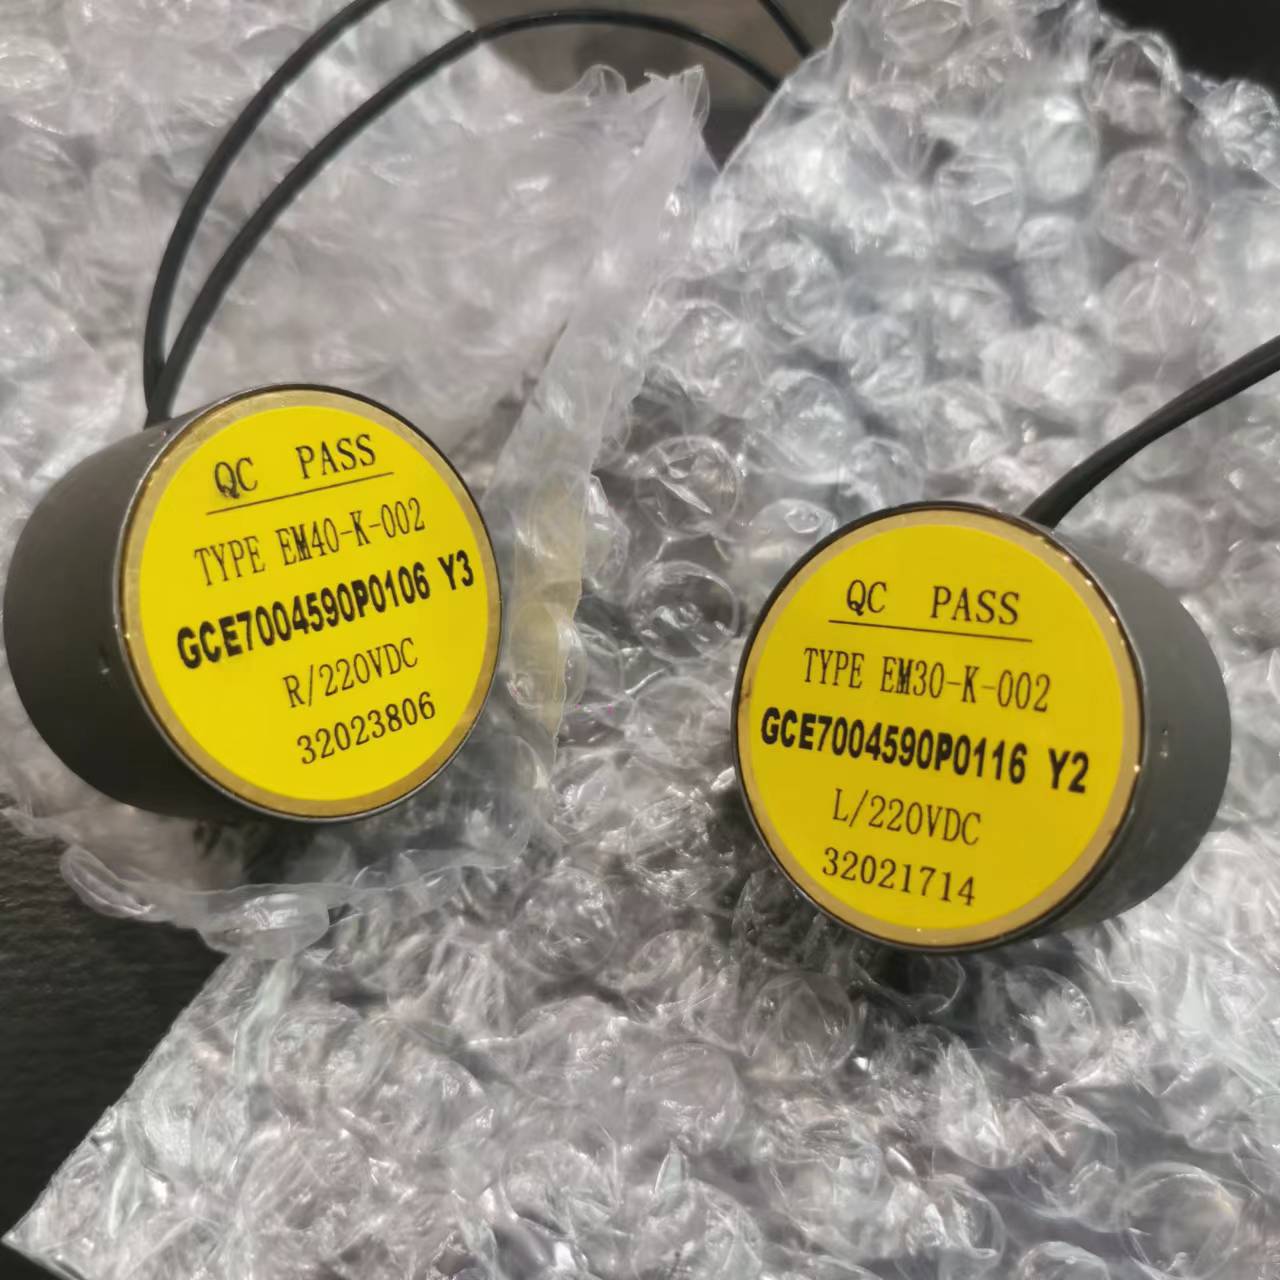 QC PASS
TYPE EM40-K-002
GCE7004590P0106 Y3
R/220VDC
32023806
QC PASS
TYPE EM30-K-002
GCE7004590P0116 Y2
L/220VDC
32021714